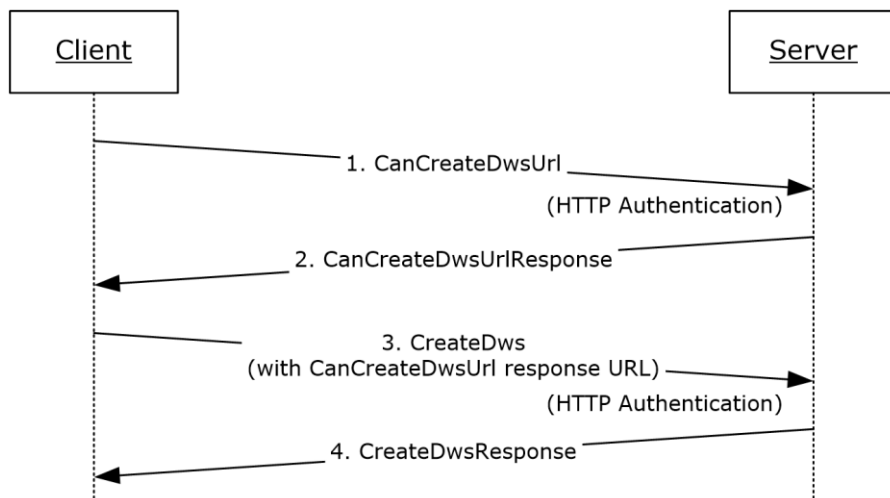 Client
Server
1. CanCreateDwsUrl
(HTTP Authentication)
2. CanCreateDwsUrlResponse
3. CreateDws
(with CanCreateDwsUrl response URL)
(HTTP Authentication)
4. CreateDwsResponse